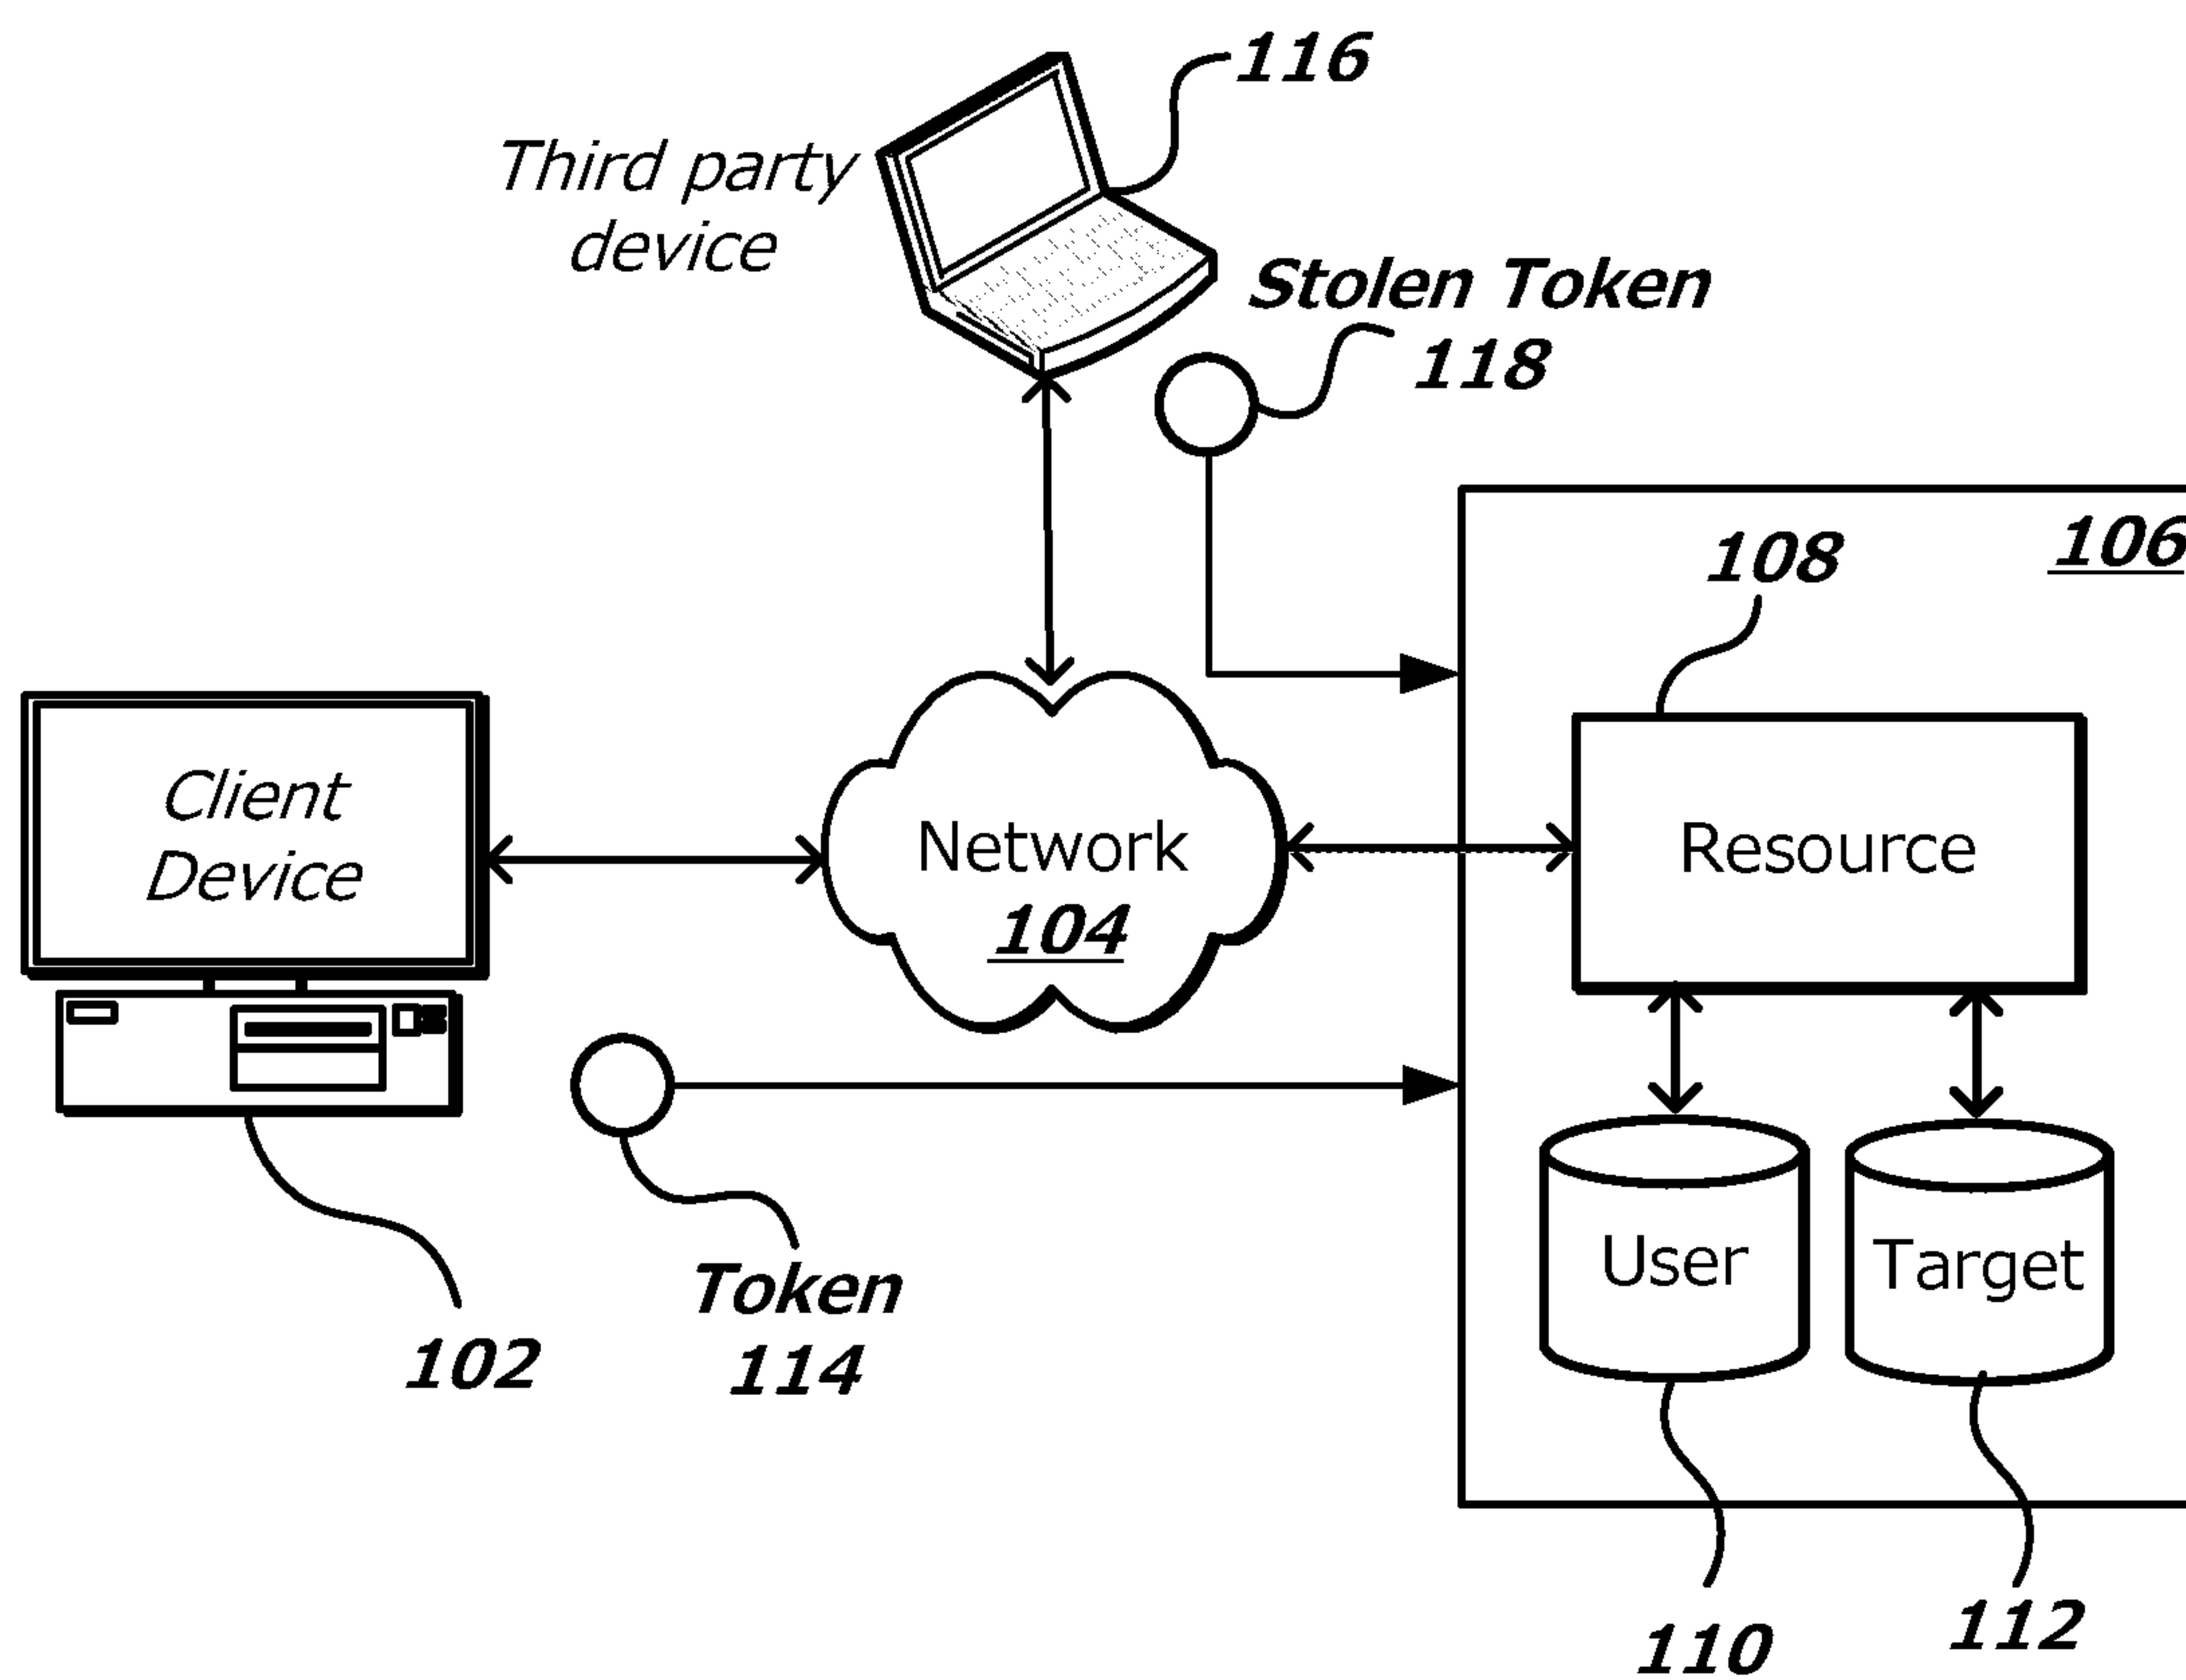 116
Third party
device
Stolen Token
118
106
108
Client
Device
Network
104
Resource
User
Target
Token
114
102
110
112